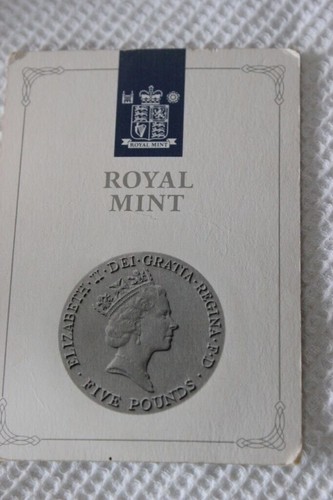 ROYAL MINT
ROYAL
MINT
ELIZABETH · II · DEI · GRATIA · REGINA · F · D ·
FIVE POUNDS ·